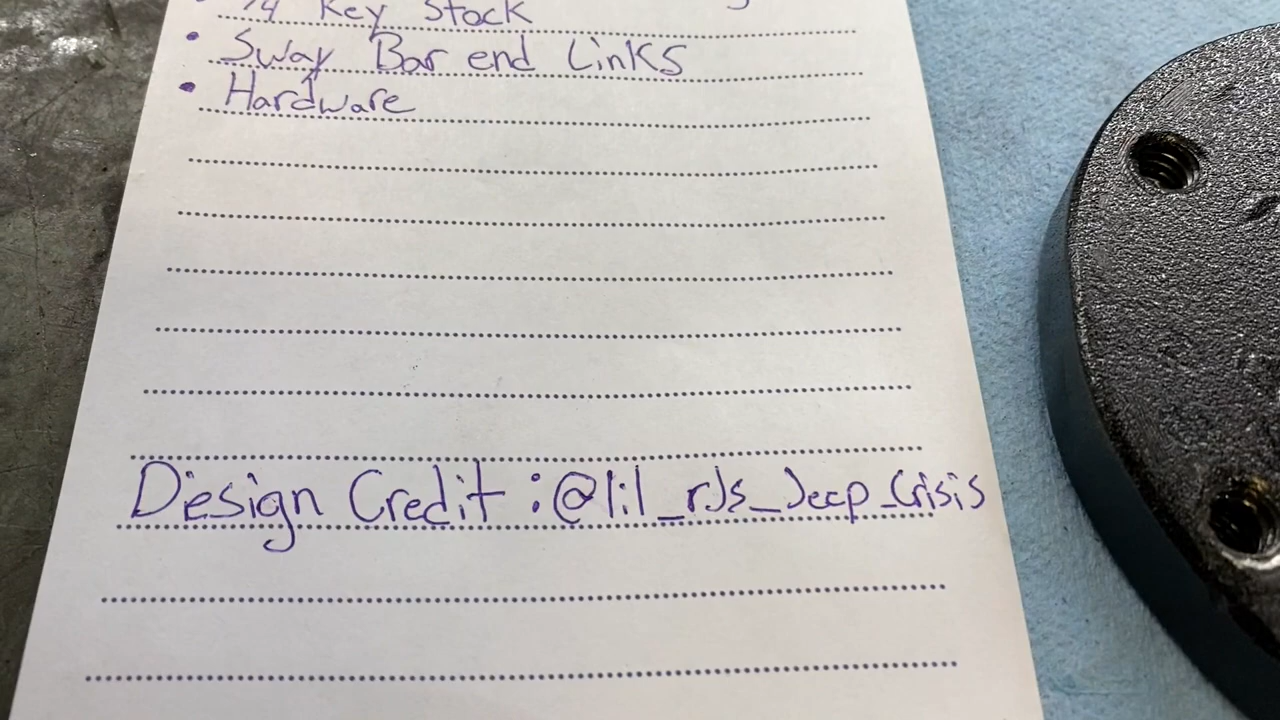 1/4 Key Stock
• Sway Bar end Links
• Hardware
Design Credit : @lil_rJs_Jeep_Crisis